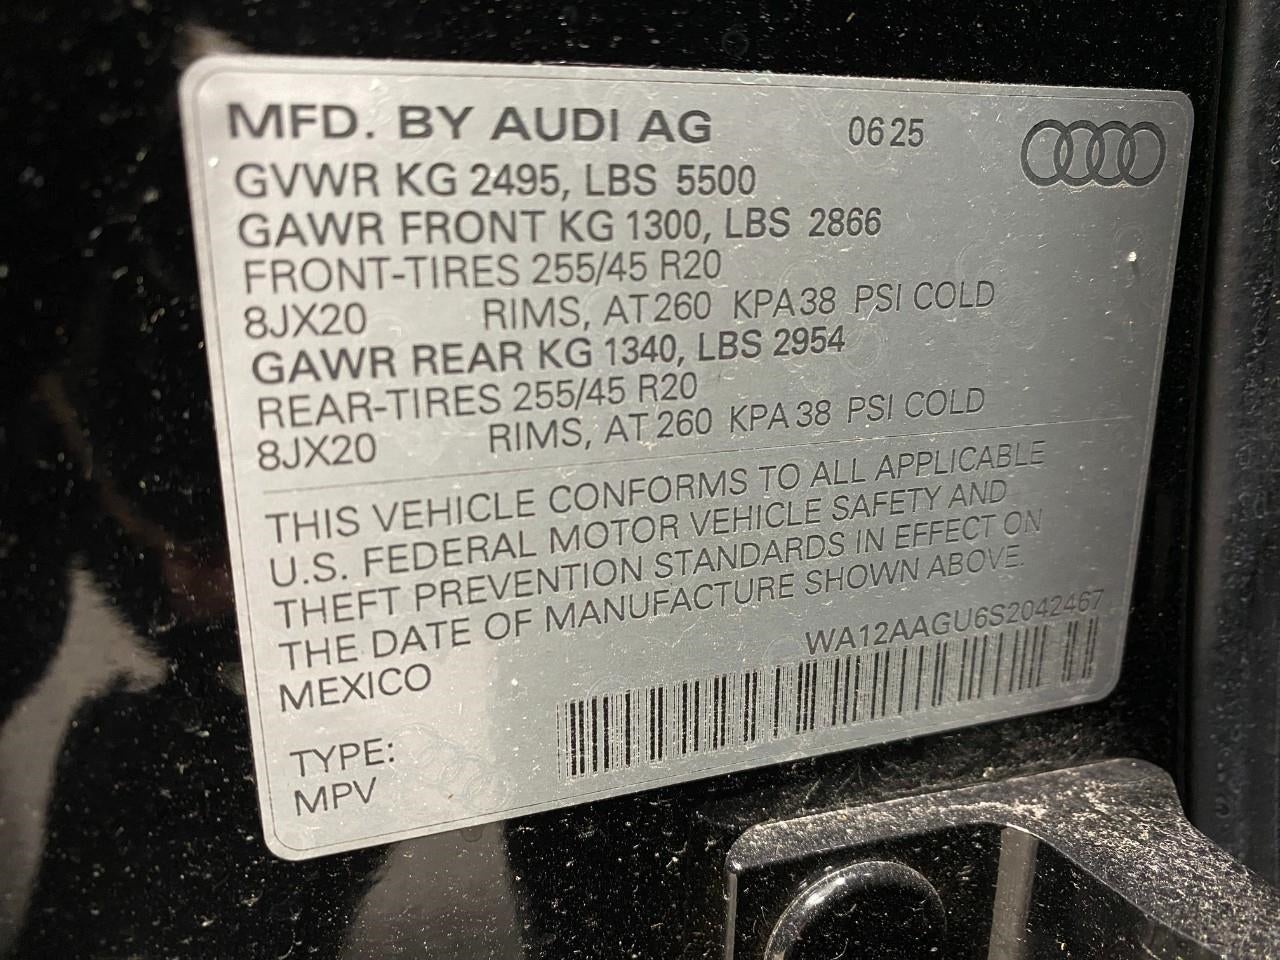 MFD. BY AUDI AG 06 25
GVWR KG 2495, LBS 5500
GAWR FRONT KG 1300, LBS 2866
FRONT-TIRES 255/45 R20
8JX20 RIMS, AT 260 KPA 38 PSI COLD
GAWR REAR KG 1340, LBS 2954
REAR-TIRES 255/45 R20
8JX20 RIMS, AT 260 KPA 38 PSI COLD
THIS VEHICLE CONFORMS TO ALL APPLICABLE
U.S. FEDERAL MOTOR VEHICLE SAFETY AND
THEFT PREVENTION STANDARDS IN EFFECT ON
THE DATE OF MANUFACTURE SHOWN ABOVE.
MEXICO WA12AAGU6S2042467
TYPE:
MPV